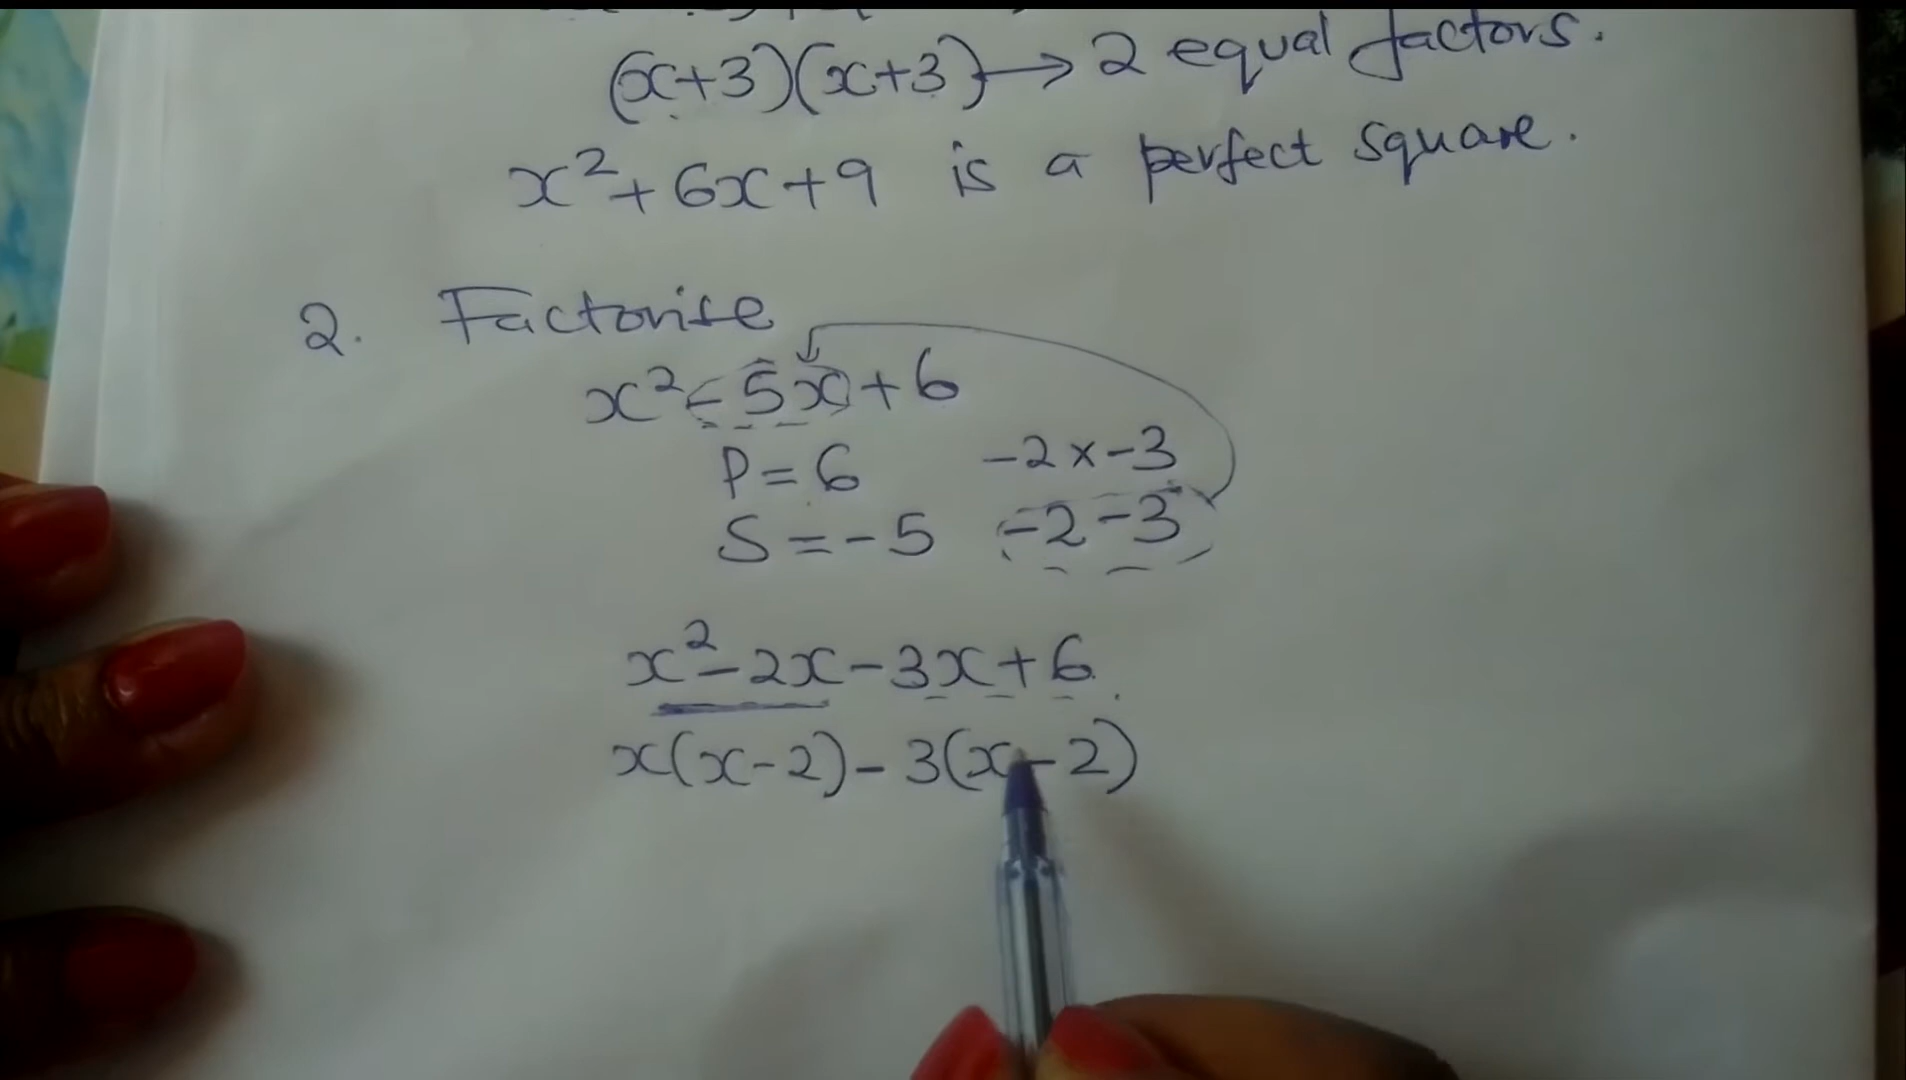 (x+3)(x+3)→ 2 equal factors.
x²+6x+9 is a perfect square.
2. Factorise
x²-5x+6
P=6 -2x-3
S=-5 -2-3
x²-2x-3x+6
x(x-2)-3(x-2)